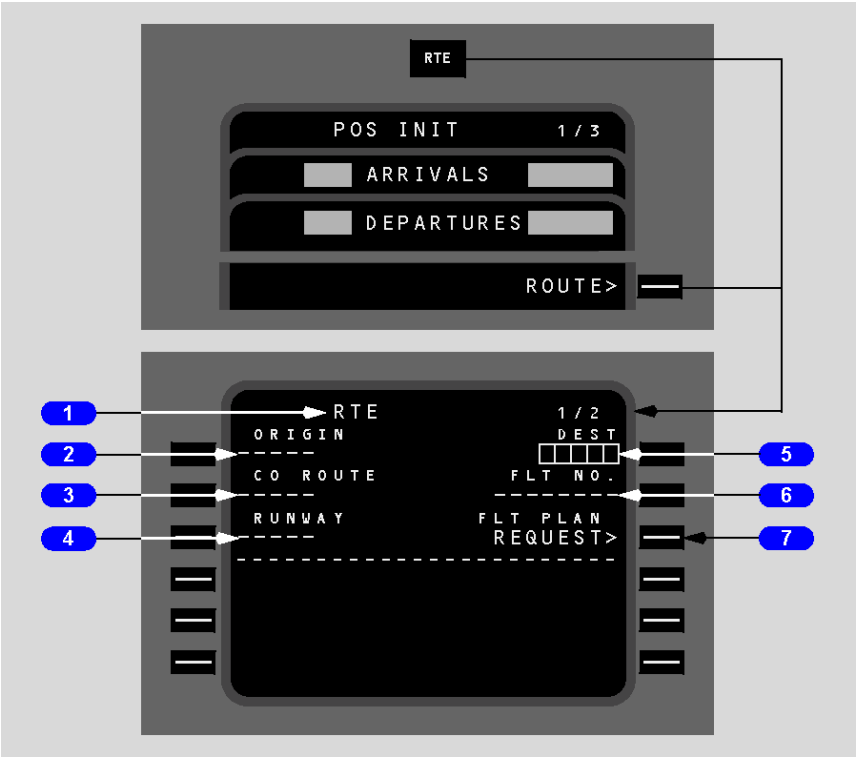 RTE
POS INIT 1/3
ARRIVALS
DEPARTURES
ROUTE>
1 RTE 1/2
ORIGIN DEST
2 ----- 5
CO ROUTE FLT NO.
3 ----- -------- 6
RUNWAY FLT PLAN
4 ----- REQUEST> 7
------------------------